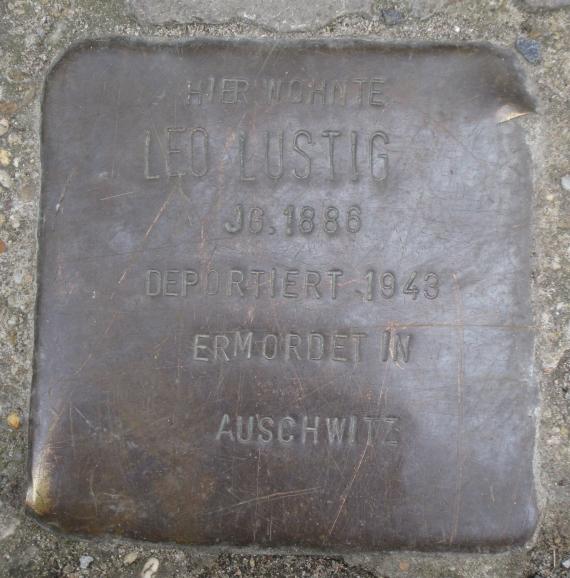 HIER WOHNTE
LEO LUSTIG
JG. 1886
DEPORTIERT 1943
ERMORDET IN
AUSCHWITZ